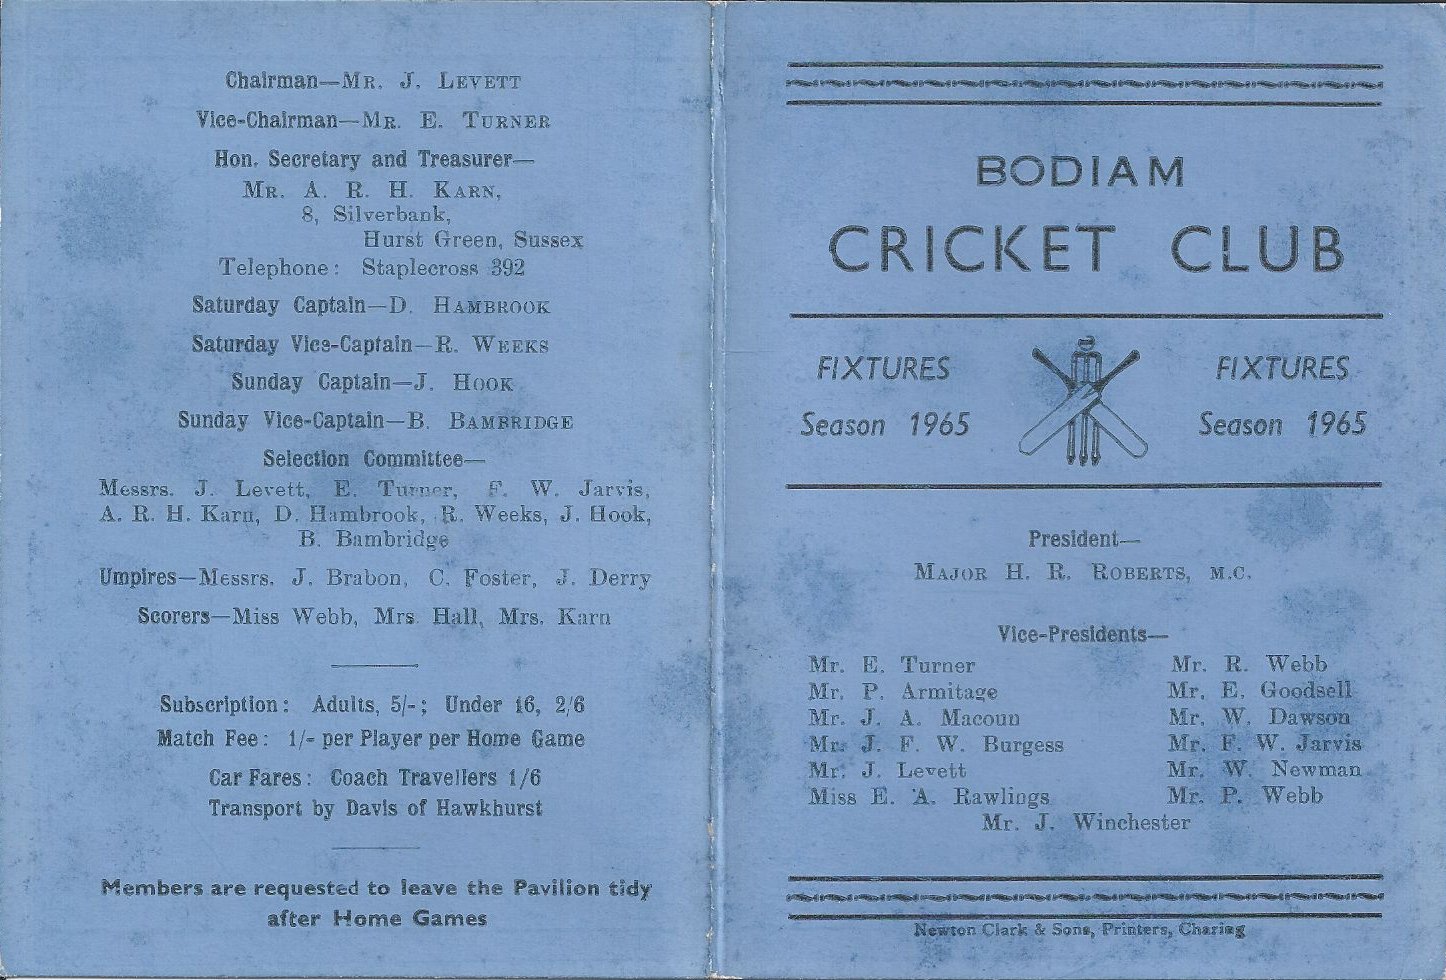 Chairman—Mr. J. Levett
Vice-Chairman—Mr. E. Turner
Hon. Secretary and Treasurer—
Mr. A. R. H. Karn,
8, Silverbank,
Hurst Green, Sussex
Telephone: Staplecross 392
Saturday Captain—D. Hambrook
Saturday Vice-Captain—R. Weeks
Sunday Captain—J. Hook
Sunday Vice-Captain—B. Bambridge
Selection Committee—
Messrs. J. Levett, E. Turner, F. W. Jarvis,
A. R. H. Karn, D. Hambrook, R. Weeks, J. Hook,
B. Bambridge
Umpires—Messrs. J. Brabon, C. Foster, J. Derry
Scorers—Miss Webb, Mrs. Hall, Mrs. Karn
Subscription: Adults, 5/-; Under 16, 2/6
Match Fee: 1/- per Player per Home Game
Car Fares: Coach Travellers 1/6
Transport by Davis of Hawkhurst
Members are requested to leave the Pavilion tidy
after Home Games
BODIAM
CRICKET CLUB
FIXTURES
Season 1965
FIXTURES
Season 1965
President—
Major H. R. Roberts, M.C.
Vice-Presidents—
Mr. E. Turner Mr. R. Webb
Mr. P. Armitage Mr. E. Goodsell
Mr. J. A. Macoun Mr. W. Dawson
Mr. J. F. W. Burgess Mr. F. W. Jarvis
Mr. J. Levett Mr. W. Newman
Miss E. A. Rawlings Mr. P. Webb
Mr. J. Winchester
Newton Clark & Sons, Printers, Charing